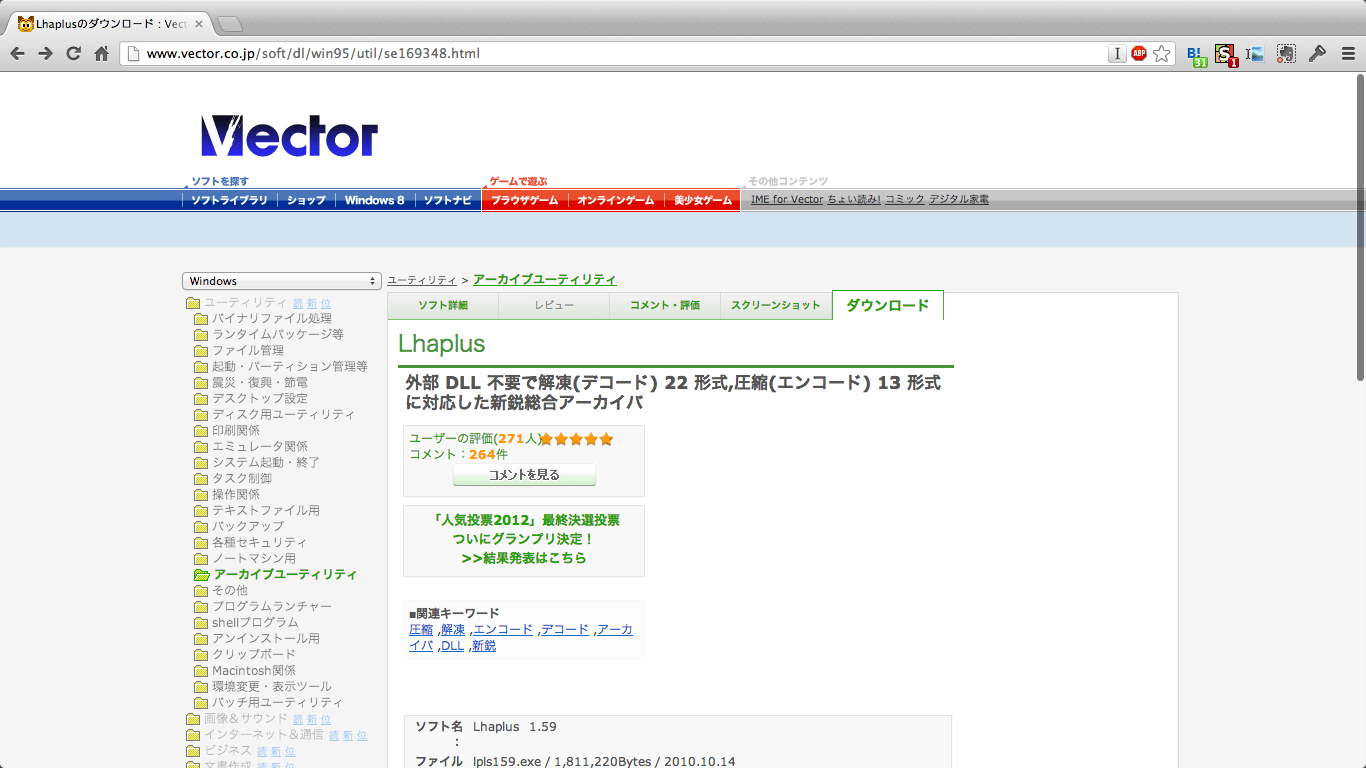 Lhaplusのダウンロード : Vect
www.vector.co.jp/soft/dl/win95/util/se169348.html
ABP
B!
31
S
1
Vector
ソフトを探す
ゲームで遊ぶ
その他コンテンツ
ソフトライブラリ ショップ Windows 8 ソフトナビ ブラウザゲーム オンラインゲーム 美少女ゲーム IME for Vector ちょい読み! コミック デジタル家電
Windows
ユーティリティ 読 新 位
バイナリファイル処理
ランタイムパッケージ等
ファイル管理
起動・パーティション管理等
震災・復興・節電
デスクトップ設定
ディスク用ユーティリティ
印刷関係
エミュレータ関係
システム起動・終了
タスク制御
操作関係
テキストファイル用
バックアップ
各種セキュリティ
ノートマシン用
アーカイブユーティリティ
その他
プログラムランチャー
shellプログラム
アンインストール用
クリップボード
Macintosh関係
環境変更・表示ツール
パッチ用ユーティリティ
画像&サウンド 読 新 位
インターネット&通信 読 新 位
ビジネス 読 新 位
文書作成 読 新 位
ユーティリティ > アーカイブユーティリティ
ソフト詳細 レビュー コメント・評価 スクリーンショット ダウンロード
Lhaplus
外部 DLL 不要で解凍(デコード) 22 形式,圧縮(エンコード) 13 形式
に対応した新鋭総合アーカイバ
ユーザーの評価(271人)★★★★★
コメント:264件
コメントを見る
「人気投票2012」最終決選投票
ついにグランプリ決定!
>>結果発表はこちら
■関連キーワード
圧縮 ,解凍 ,エンコード ,デコード ,アーカ
イバ ,DLL ,新鋭
ソフト名 Lhaplus 1.59
:
ファイル lpls159.exe / 1,811,220Bytes / 2010.10.14